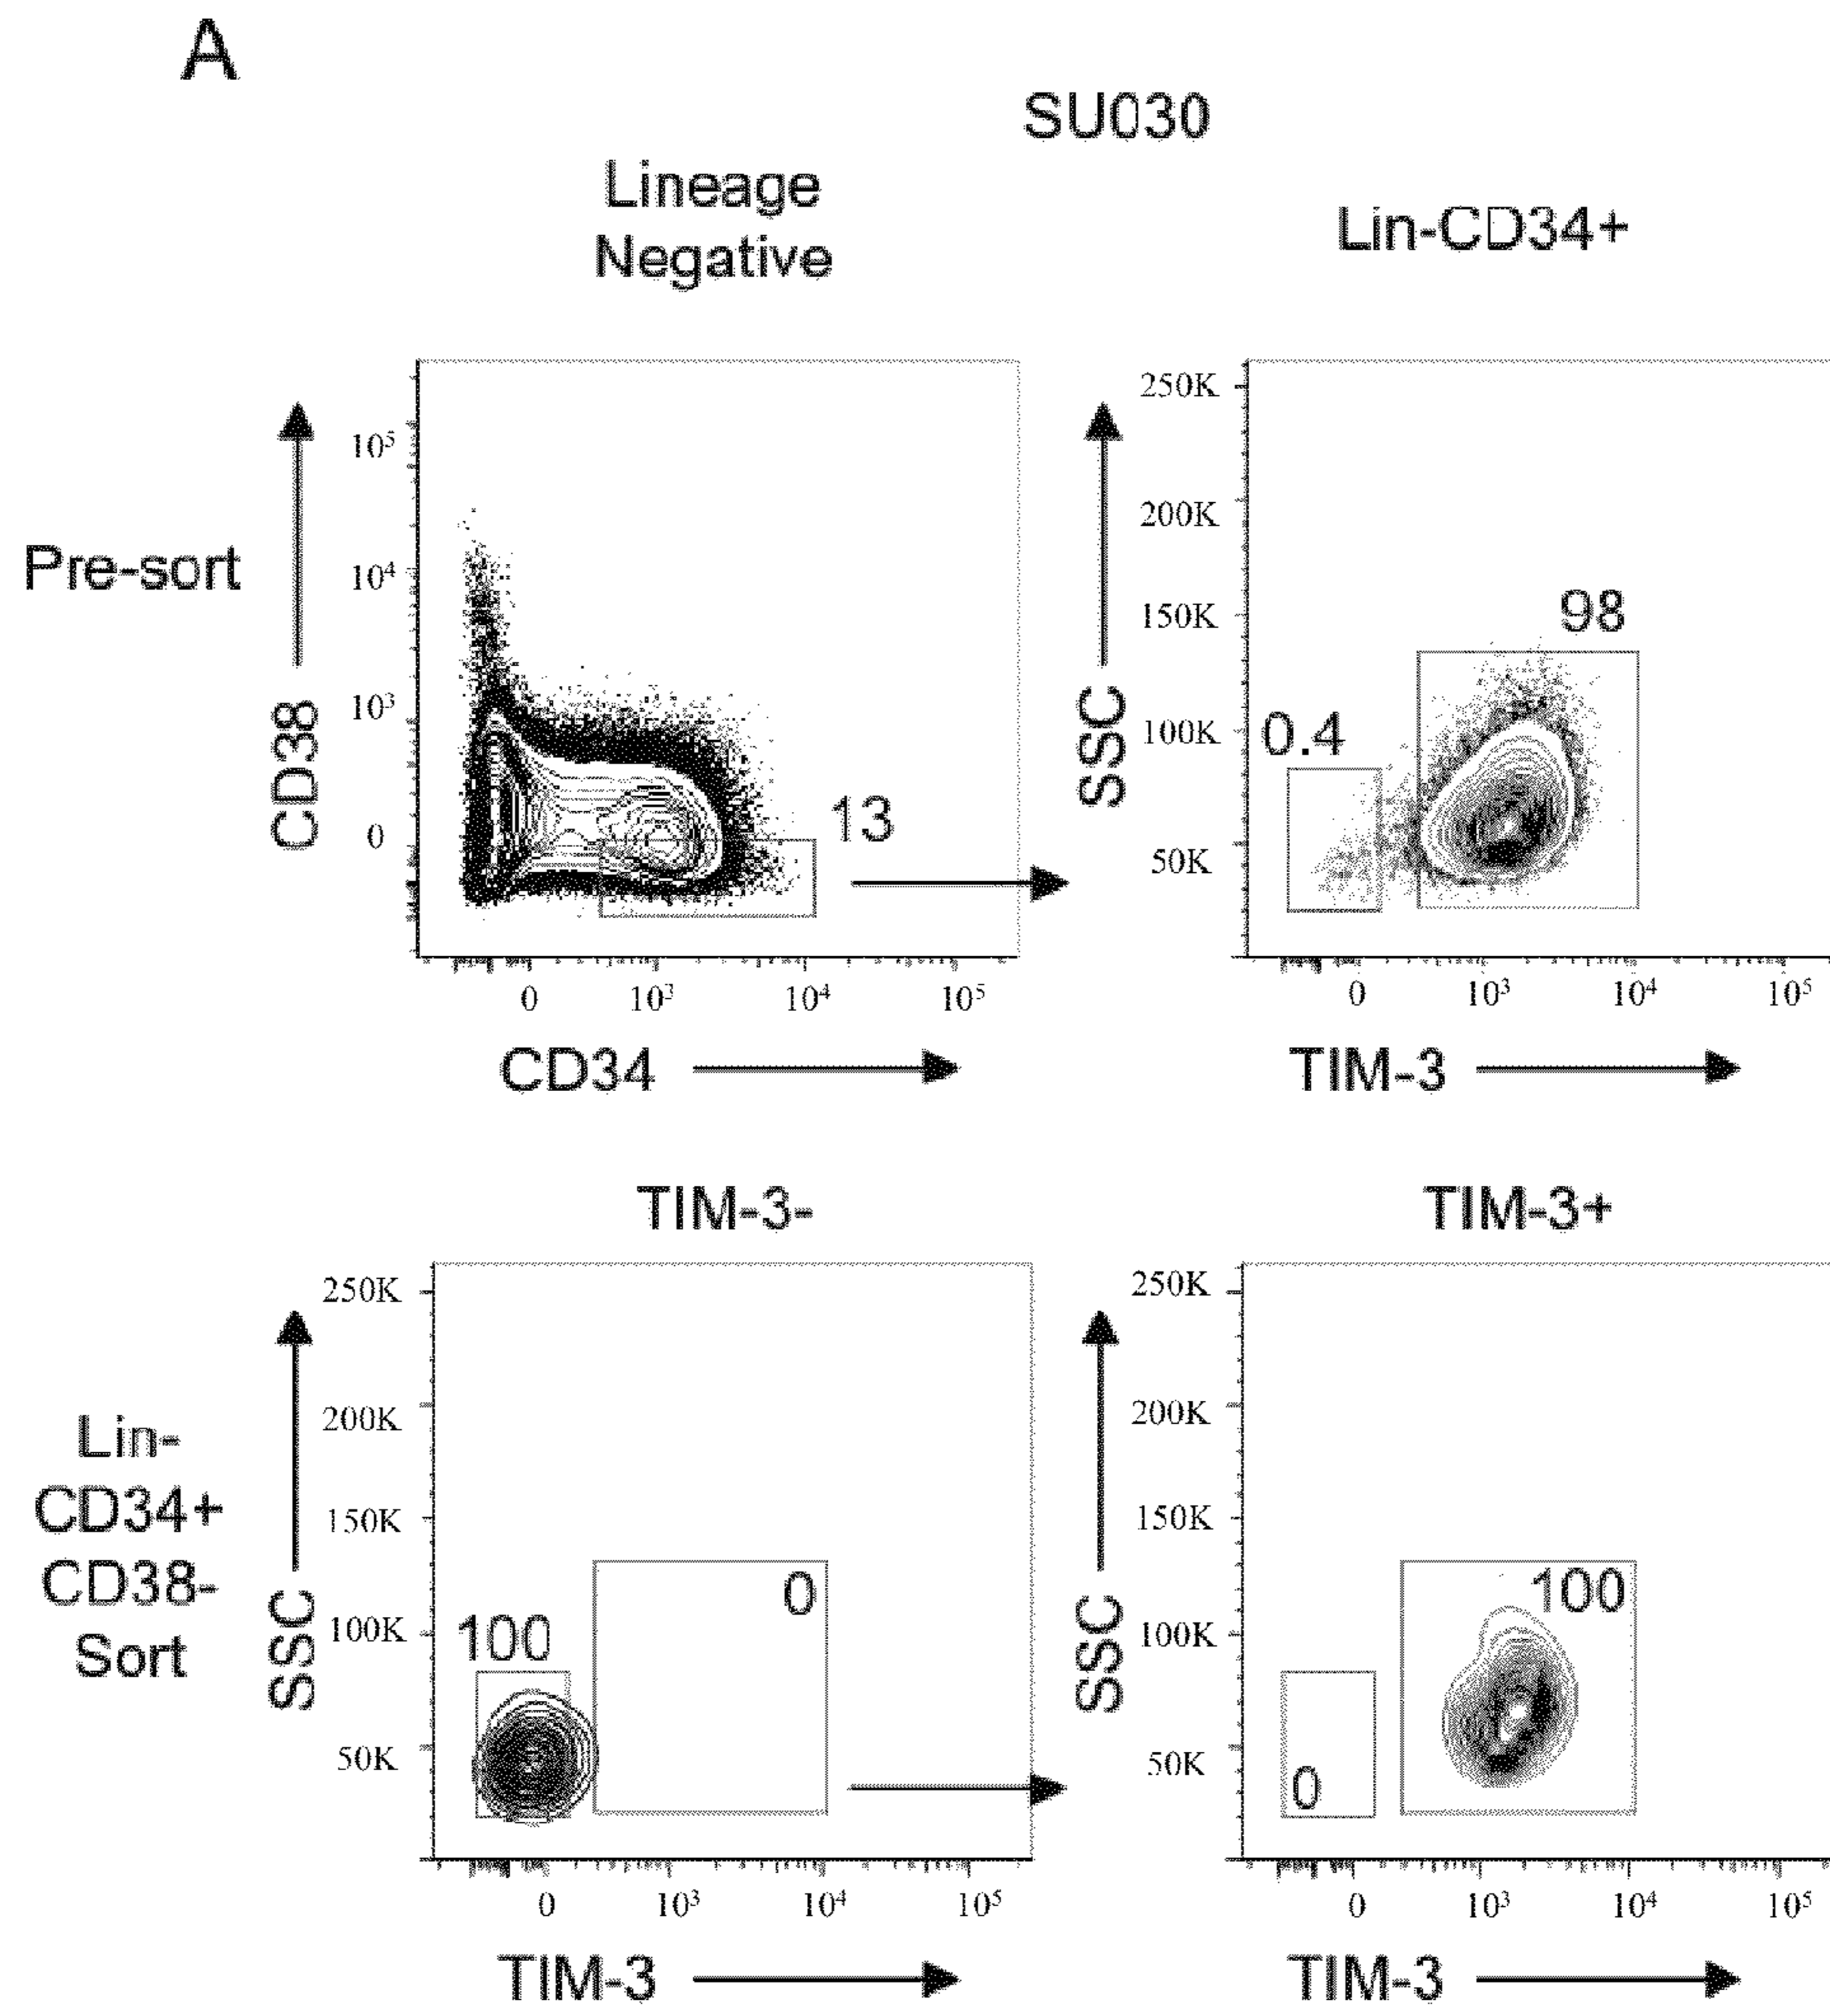 A
SU030
Lineage
Negative
Lin-CD34+
Pre-sort
CD38
10⁵
10⁴
10³
0
13
0
10³
10⁴
10⁵
CD34
SSC
250K
200K
150K
100K
50K
98
0.4
0
10³
10⁴
10⁵
TIM-3
TIM-3-
TIM-3+
Lin-
CD34+
CD38-
Sort
SSC
250K
200K
150K
100K
50K
100
0
0
10³
10⁴
10⁵
TIM-3
SSC
250K
200K
150K
100K
50K
100
0
0
10³
10⁴
10⁵
TIM-3